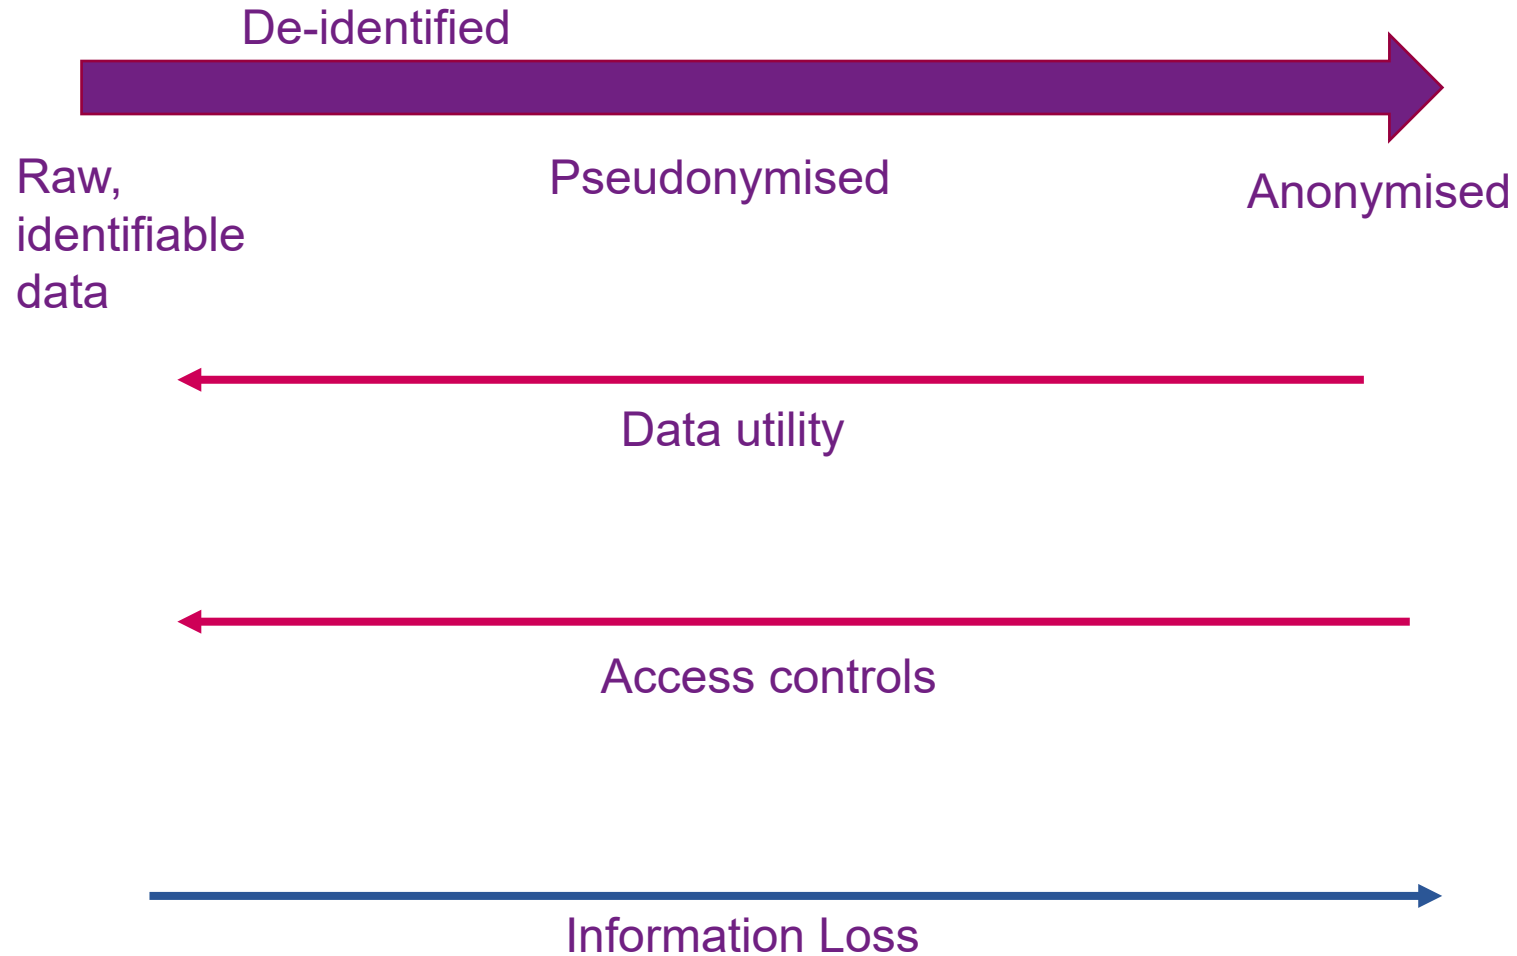 De-identified
Raw,
identifiable
data
Pseudonymised
Anonymised
Data utility
Access controls
Information Loss